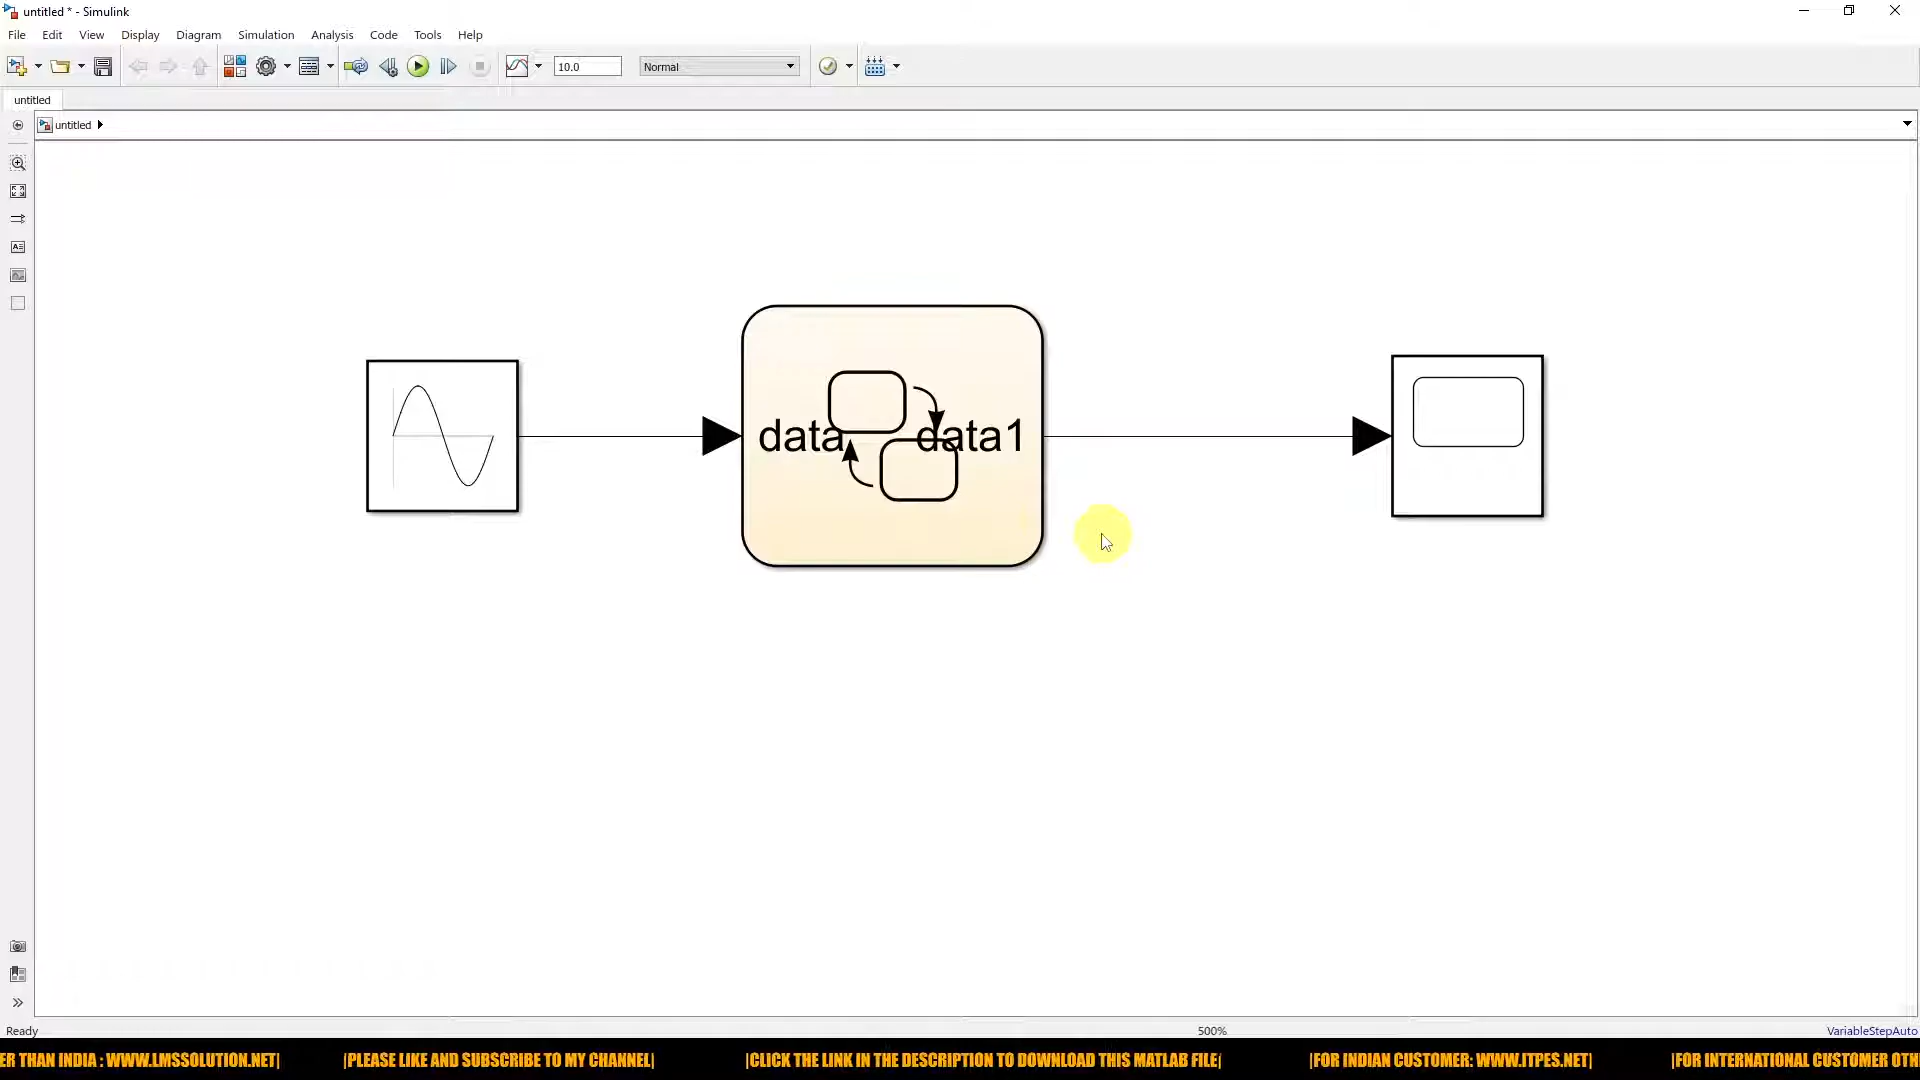 untitled * - Simulink
File Edit View Display Diagram Simulation Analysis Code Tools Help
10.0 Normal
untitled
untitled
data data1
Ready 500% VariableStepAuto
ER THAN INDIA : WWW.LMSSOLUTION.NET| |PLEASE LIKE AND SUBSCRIBE TO MY CHANNEL| |CLICK THE LINK IN THE DESCRIPTION TO DOWNLOAD THIS MATLAB FILE| |FOR INDIAN CUSTOMER: WWW.ITPES.NET| |FOR INTERNATIONAL CUSTOMER OTH